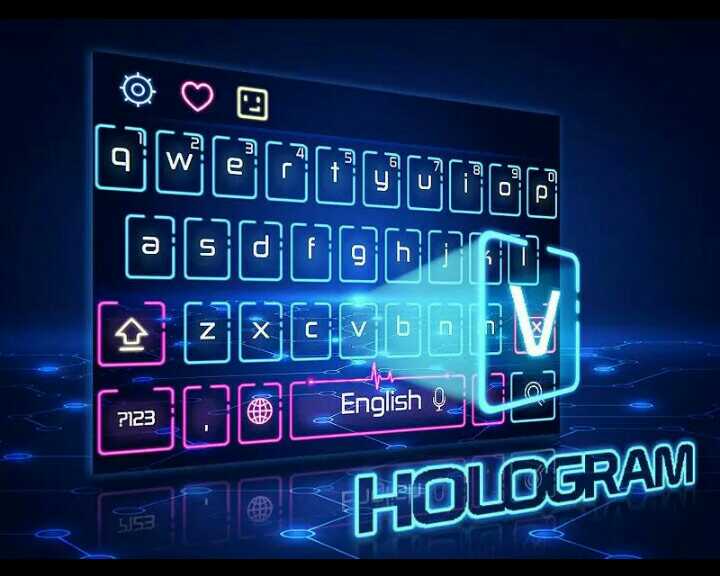 q 1 w 2 e 3 r 4 t 5 y 6 u 7 i 8 o 9 p 0
a s d f g h j k l
z x c v b n m
V
?123 , English
HOLOGRAM